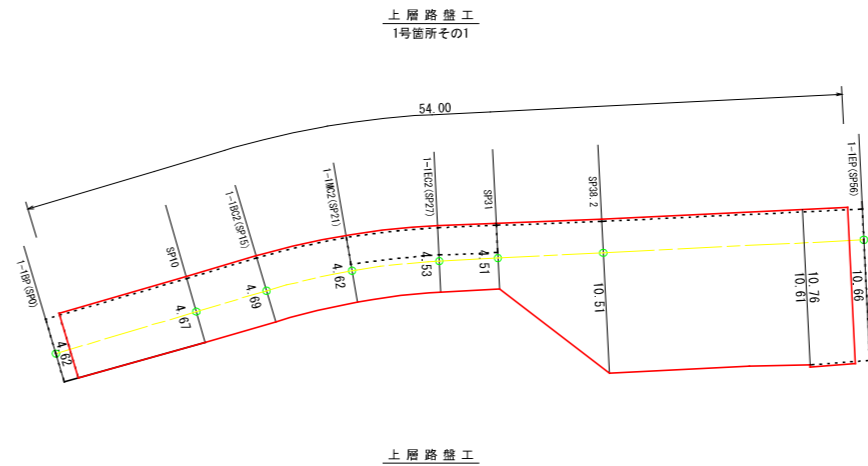 上層路盤工
1号箇所その1
54.00
1-1BP(SP0)
SP10
1-1BC2(SP15)
1-1MC2(SP21)
1-1EC2(SP27)
SP31
SP38.2
1-1EP(SP56)
4.62
4.67
4.69
4.62
4.53
4.51
10.51
10.61
10.76
10.66
上層路盤工